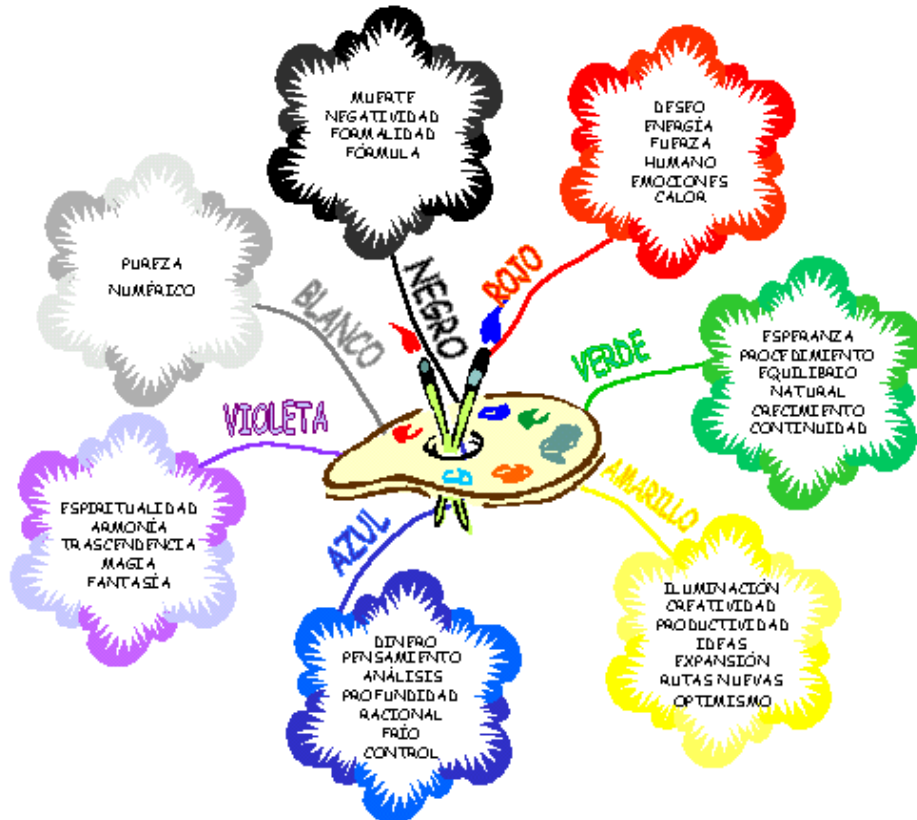 NEGRO
MUERTE
NEGATIVIDAD
FORMALIDAD
FÓRMULA
ROJO
DESEO
ENERGÍA
FUERZA
HUMANO
EMOCIONES
CALOR
VERDE
ESPERANZA
PROCEDIMIENTO
EQUILIBRIO
NATURAL
CRECIMIENTO
CONTINUIDAD
AMARILLO
ILUMINACIÓN
CREATIVIDAD
PRODUCTIVIDAD
IDEAS
EXPANSIÓN
RUTAS NUEVAS
OPTIMISMO
AZUL
DINERO
PENSAMIENTO
ANÁLISIS
PROFUNDIDAD
RACIONAL
FRÍO
CONTROL
VIOLETA
ESPIRITUALIDAD
ARMONÍA
TRASCENDENCIA
MAGIA
FANTASÍA
BLANCO
PUREZA
NUMÉRICO